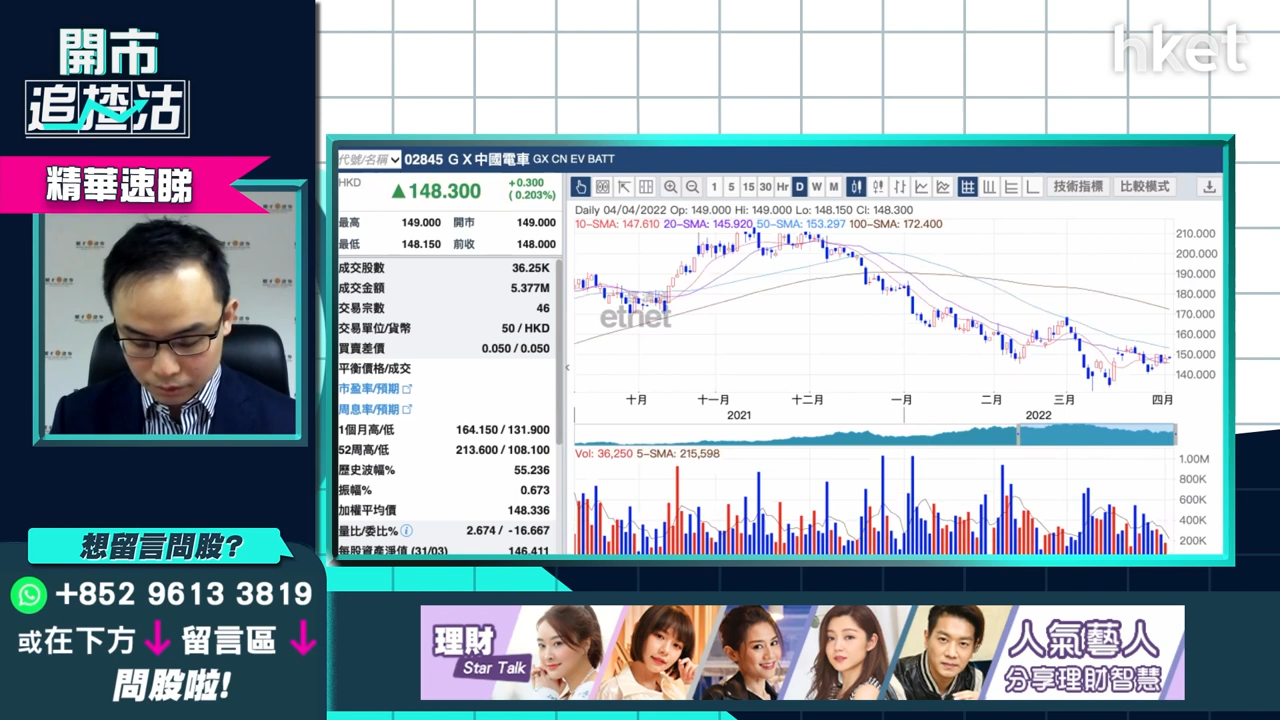 開市
追揸沽
精華速睇
想留言問股?
+852 9613 3819
或在下方↓留言區↓
問股啦!
hket
代號/名稱 02845 GX中國電車 GX CN EV BATT
HKD
▲148.300 +0.300 (0.203%)
最高 149.000 開市 149.000
最低 148.150 前收 148.000
成交股數 36.25K
成交金額 5.377M
交易宗數 46
交易單位/貨幣 50 / HKD
買賣差價 0.050 / 0.050
平衡價格/成交
市盈率/預期
周息率/預期
1個月高/低 164.150 / 131.900
52周高/低 213.600 / 108.100
歷史波幅% 55.236
振幅% 0.673
加權平均價 148.336
量比/委比% 2.674 / -16.667
每股資產淨值 (31/03) 146.411
1 5 15 30 Hr D W M 技術指標 比較模式
Daily 04/04/2022 Op: 149.000 Hi: 149.000 Lo: 148.150 Cl: 148.300
10-SMA: 147.610 20-SMA: 145.920 50-SMA: 153.297 100-SMA: 172.400
210.000
200.000
190.000
180.000
170.000
160.000
150.000
140.000
etnet
十月 十一月 十二月 一月 二月 三月 四月
2021 2022
Vol: 36,250 5-SMA: 215,598
1.00M
800K
600K
400K
200K
理財
Star Talk
人氣藝人
分享理財智慧